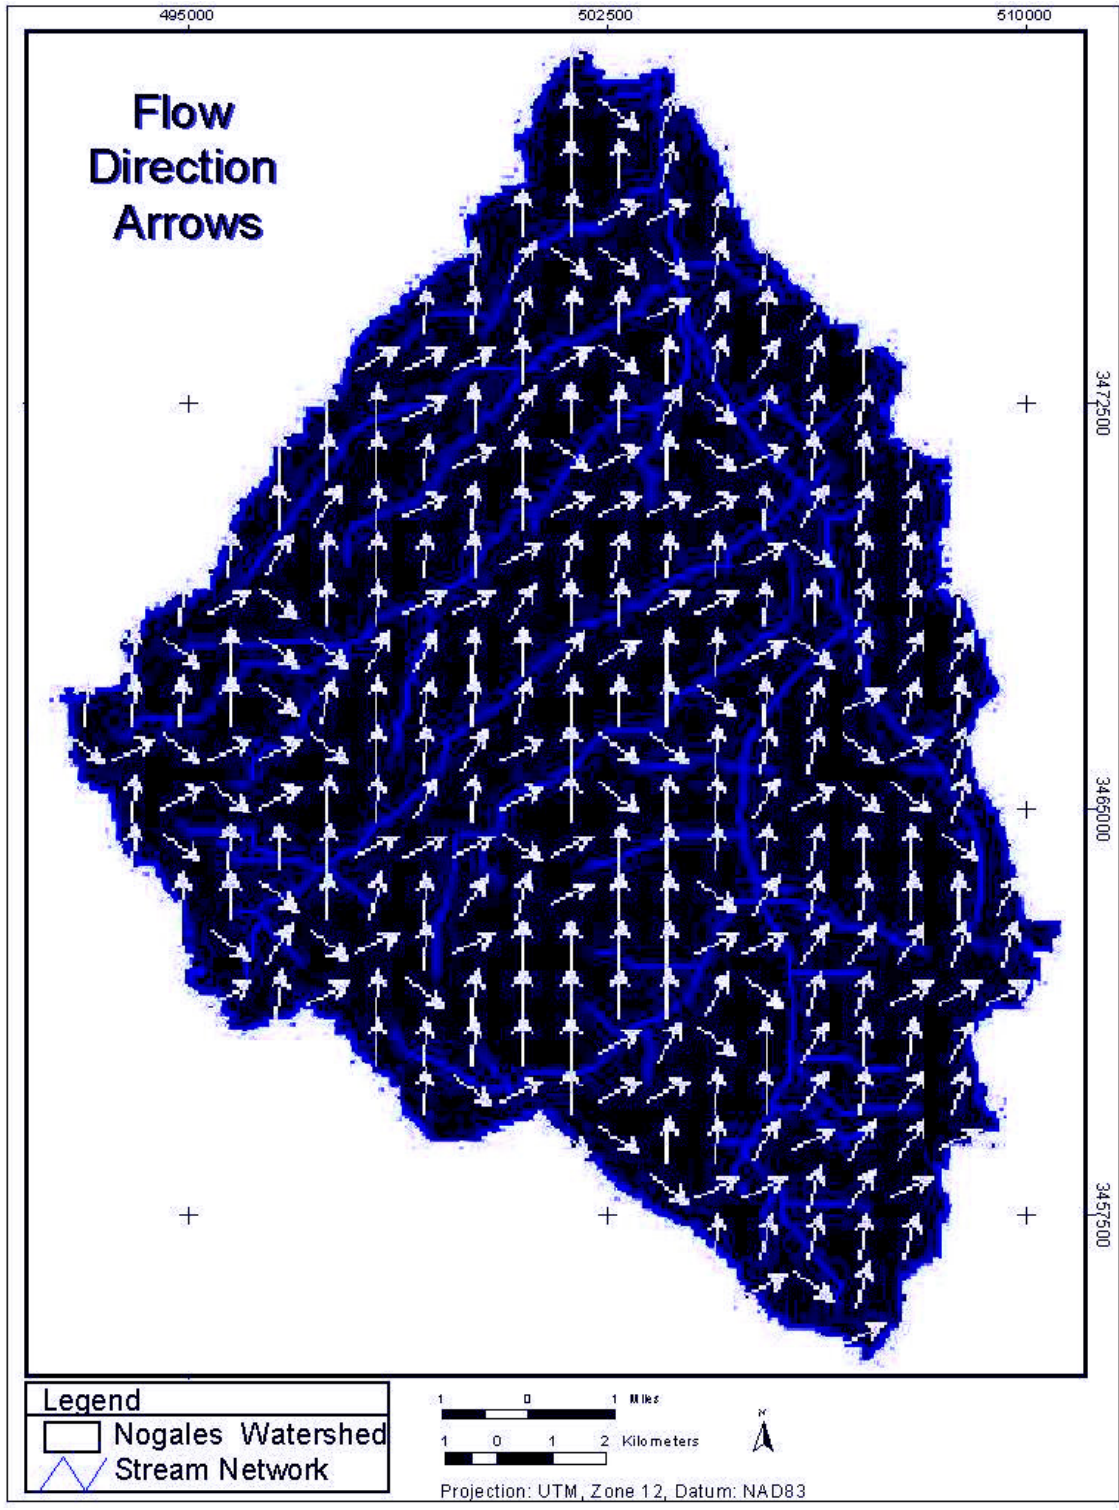 495000
502500
510000
Flow
Direction
Arrows
3472500
3465000
3457500
Legend
Nogales Watershed
Stream Network
1 0 1 Miles
1 0 1 2 Kilometers
N
Projection: UTM, Zone 12, Datum: NAD83